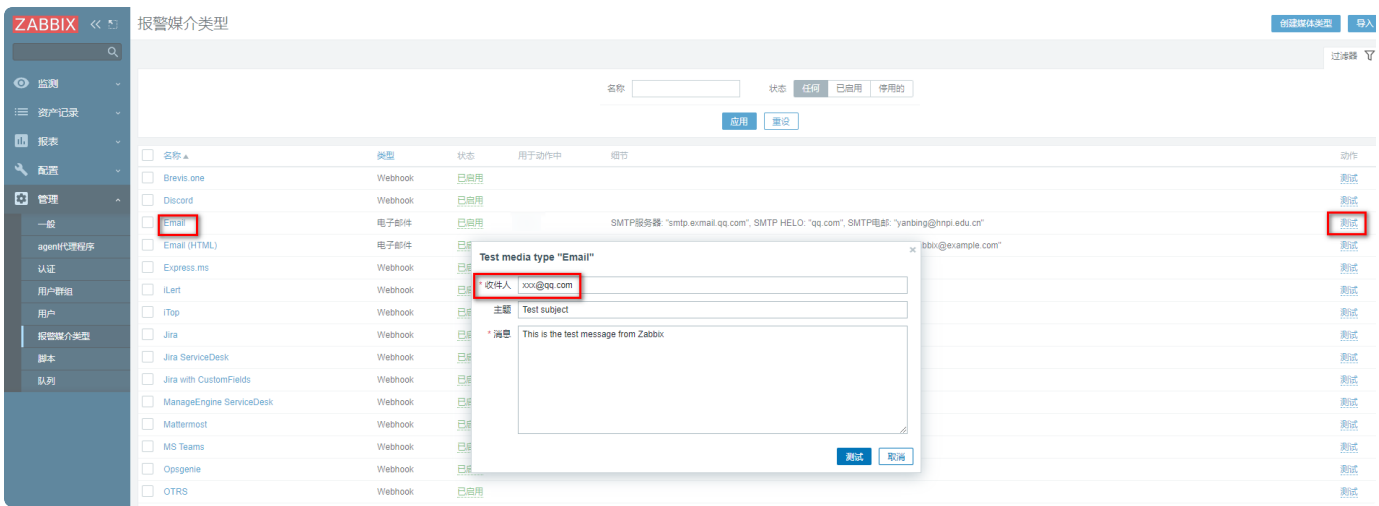 ZABBIX
报警媒介类型
创建媒体类型 导入
过滤器
监测
资产记录
报表
配置
管理
一般
agent代理程序
认证
用户群组
用户
报警媒介类型
脚本
队列
名称 状态 任何 已启用 停用的
应用 重设
名称 类型 状态 用于动作中 细节 动作
Brevis.one Webhook 已启用 测试
Discord Webhook 已启用 测试
Email 电子邮件 已启用 SMTP服务器: "smtp.exmail.qq.com", SMTP HELO: "qq.com", SMTP电邮: "yanbing@hnpi.edu.cn" 测试
Email (HTML) 电子邮件 bbix@example.com" 测试
Express.ms Webhook 测试
iLert Webhook 测试
iTop Webhook 测试
Jira Webhook 测试
Jira ServiceDesk Webhook 测试
Jira with CustomFields Webhook 测试
ManageEngine ServiceDesk Webhook 测试
Mattermost Webhook 测试
MS Teams Webhook 测试
Opsgenie Webhook 测试
OTRS Webhook 已启用 测试
Test media type "Email"
* 收件人 xxx@qq.com
主题 Test subject
* 消息 This is the test message from Zabbix
测试 取消